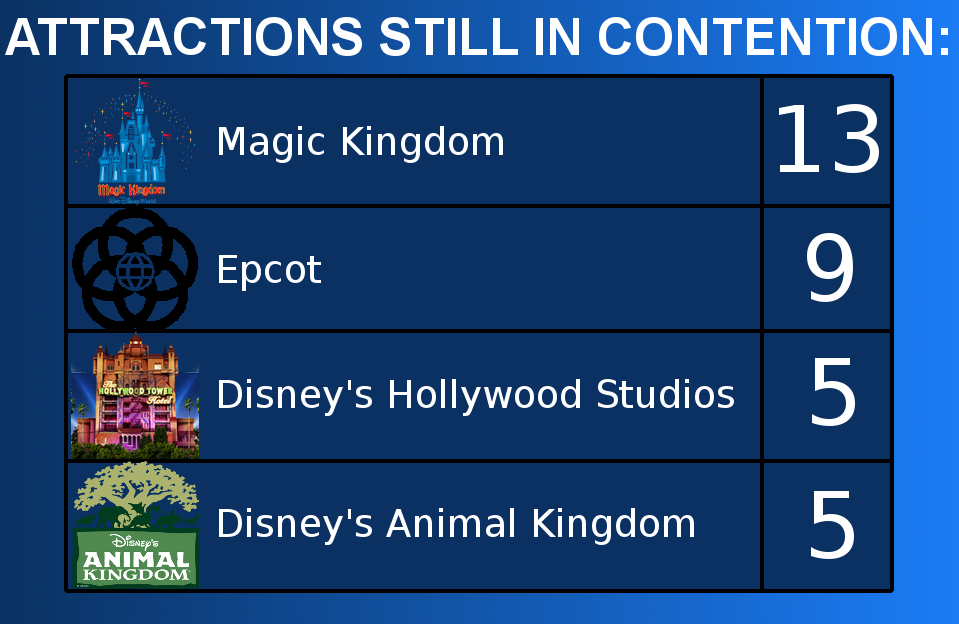 ATTRACTIONS STILL IN CONTENTION:
Magic Kingdom
Walt Disney World
Magic Kingdom
13
Epcot
9
The
HOLLYWOOD TOWER
Hotel
Disney's Hollywood Studios
5
Disney's
ANIMAL
KINGDOM
Disney's Animal Kingdom
5